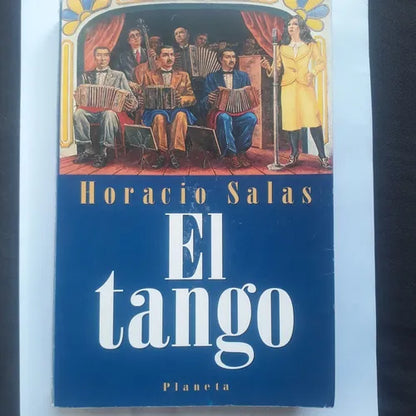 Horacio Salas
El
tango
Planeta